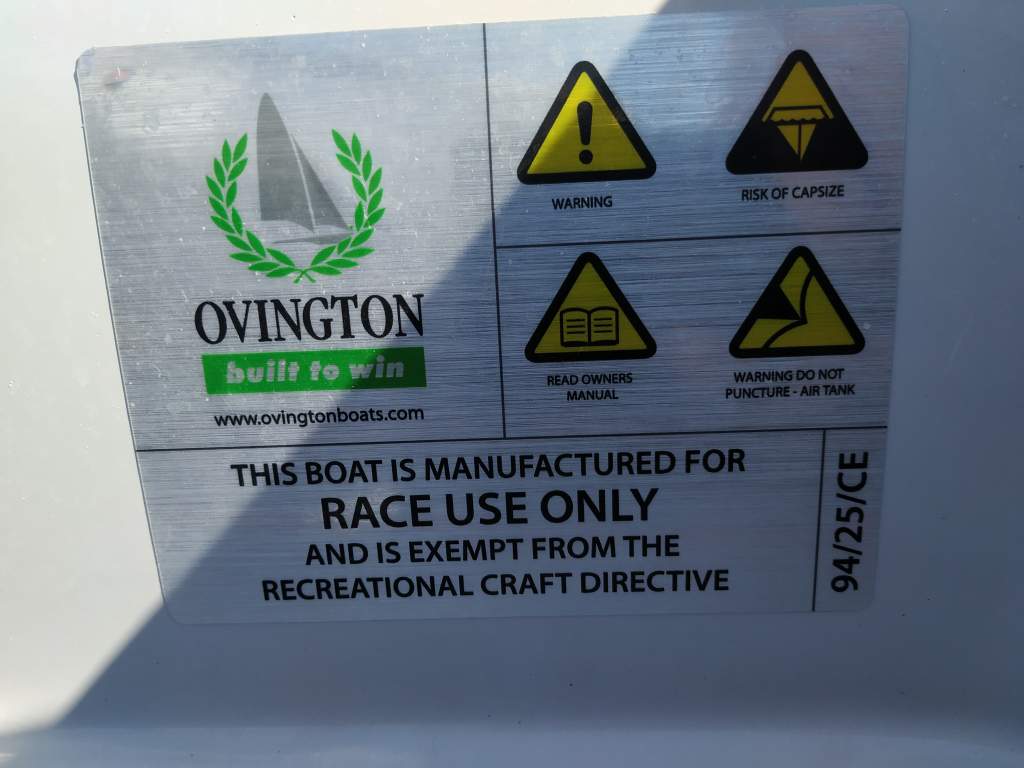 OVINGTON
built to win
www.ovingtonboats.com
WARNING
RISK OF CAPSIZE
READ OWNERS
MANUAL
WARNING DO NOT
PUNCTURE - AIR TANK
THIS BOAT IS MANUFACTURED FOR
RACE USE ONLY
AND IS EXEMPT FROM THE
RECREATIONAL CRAFT DIRECTIVE
94/25/CE